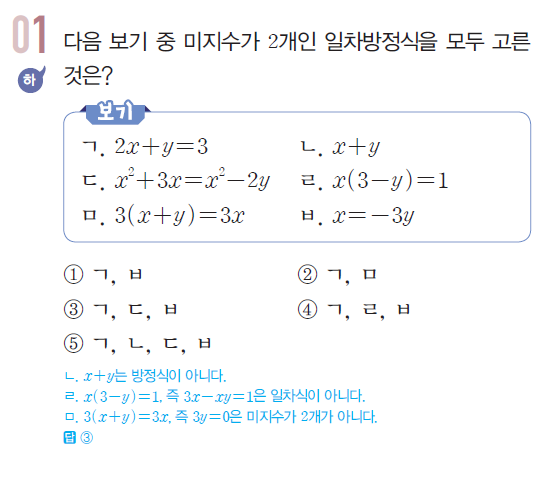 01 다음 보기 중 미지수가 2개인 일차방정식을 모두 고른
하 것은?
보기
ㄱ. 2x+y=3 ㄴ. x+y
ㄷ. x²+3x=x²-2y ㄹ. x(3-y)=1
ㅁ. 3(x+y)=3x ㅂ. x=-3y
① ㄱ, ㅂ ② ㄱ, ㅁ
③ ㄱ, ㄷ, ㅂ ④ ㄱ, ㄹ, ㅂ
⑤ ㄱ, ㄴ, ㄷ, ㅂ
ㄴ. x+y는 방정식이 아니다.
ㄹ. x(3-y)=1, 즉 3x-xy=1은 일차식이 아니다.
ㅁ. 3(x+y)=3x, 즉 3y=0은 미지수가 2개가 아니다.
답 ③